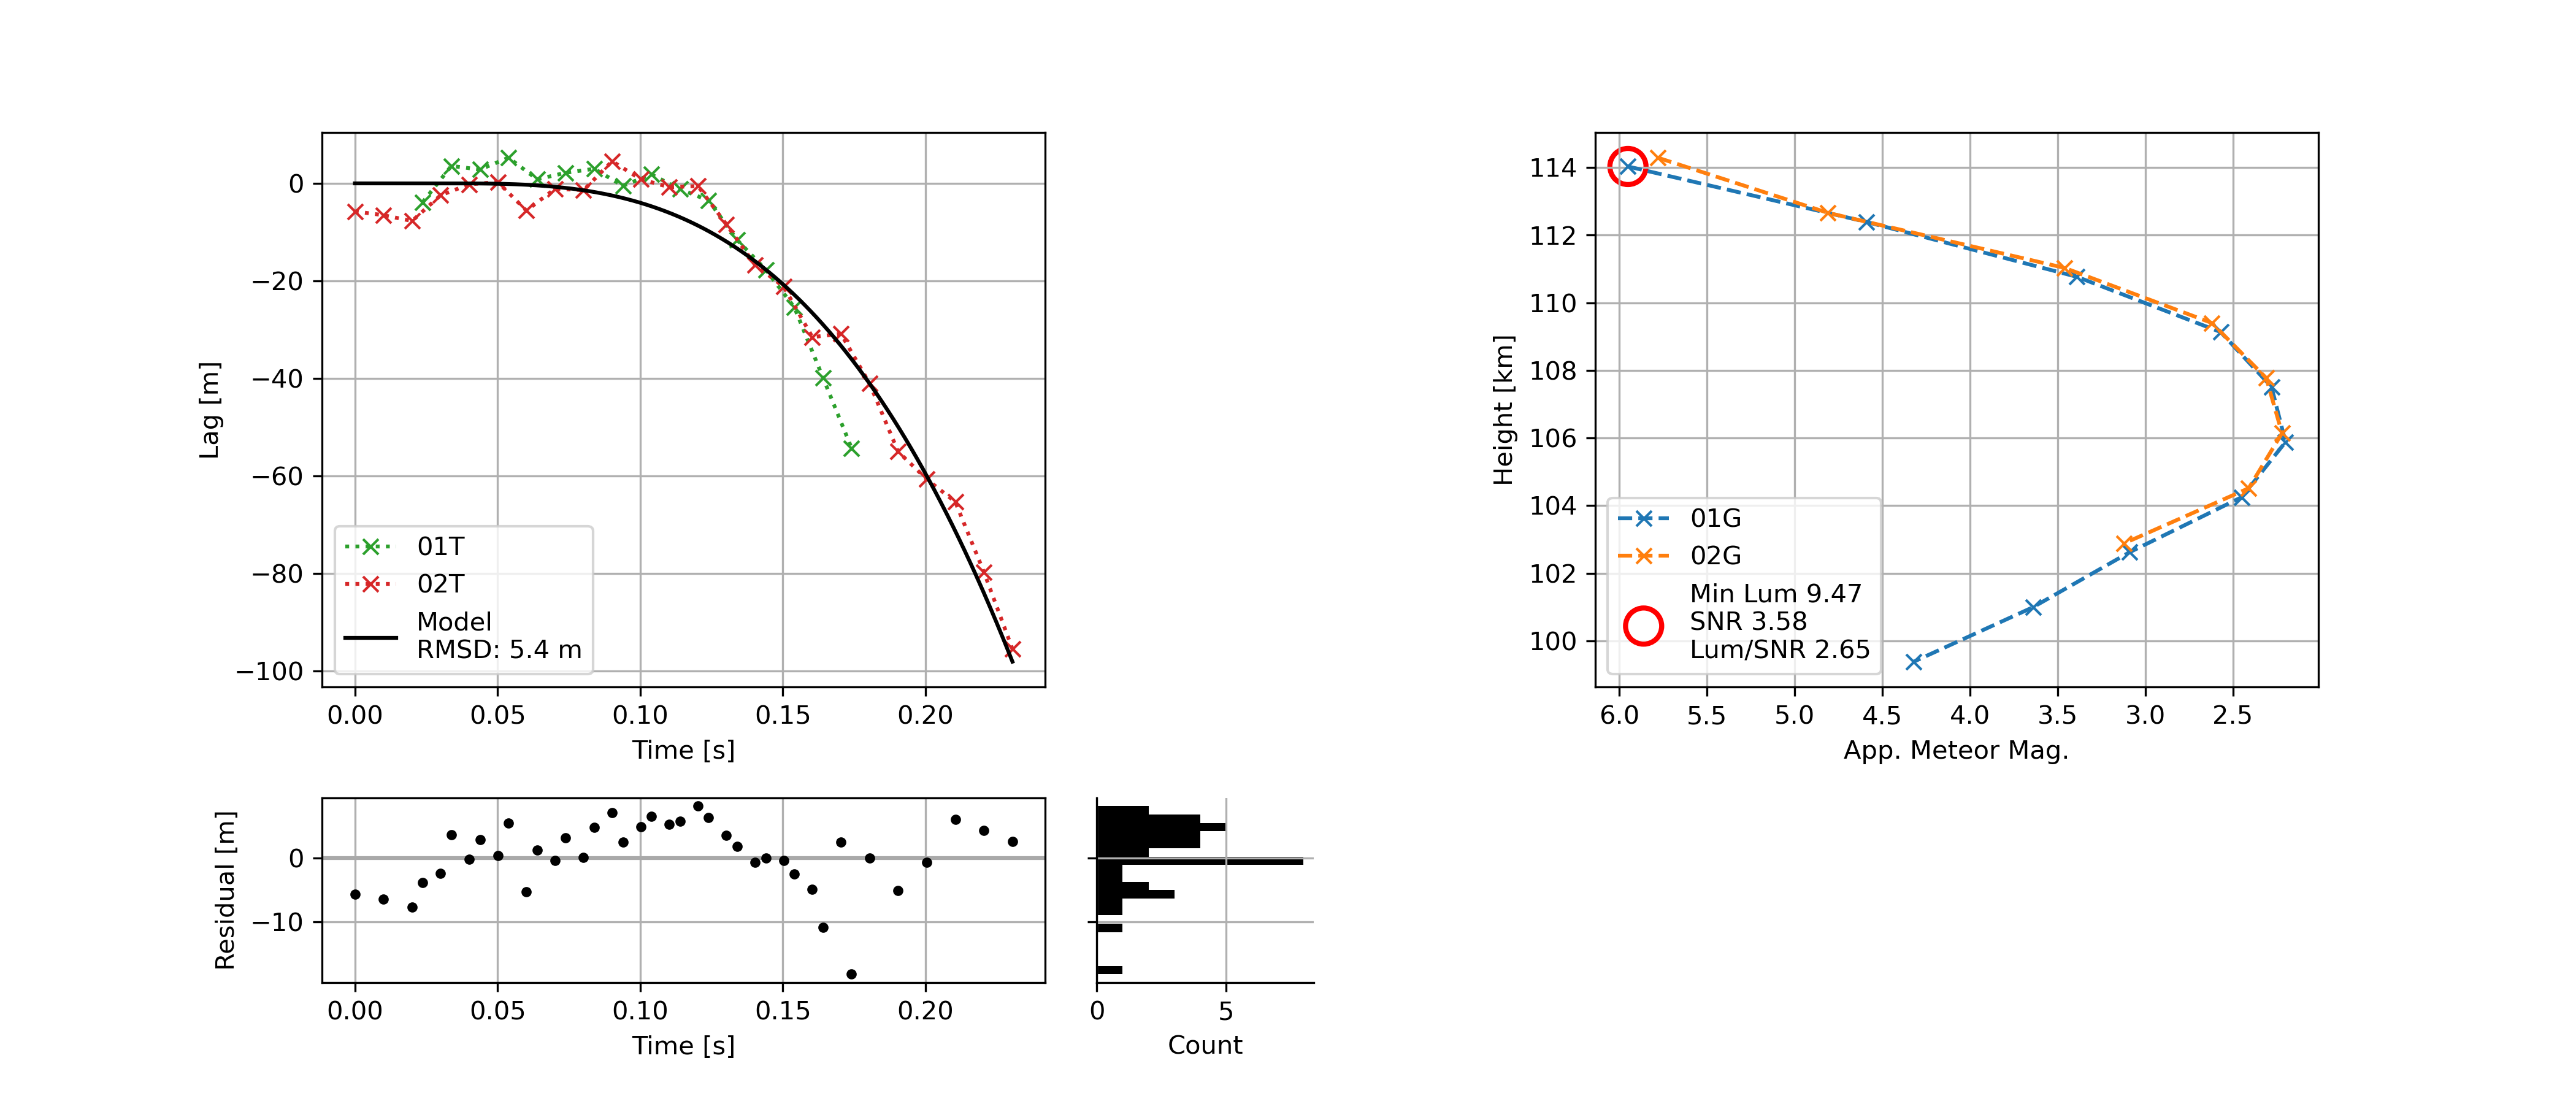 0
−20
−40
−60
−80
−100
Lag [m]
01T
02T
Model
RMSD: 5.4 m
0.00 0.05 0.10 0.15 0.20
Time [s]
114
112
110
108
106
104
102
100
Height [km]
01G
02G
Min Lum 9.47
SNR 3.58
Lum/SNR 2.65
6.0 5.5 5.0 4.5 4.0 3.5 3.0 2.5
App. Meteor Mag.
0
−10
Residual [m]
0.00 0.05 0.10 0.15 0.20
Time [s]
0 5
Count